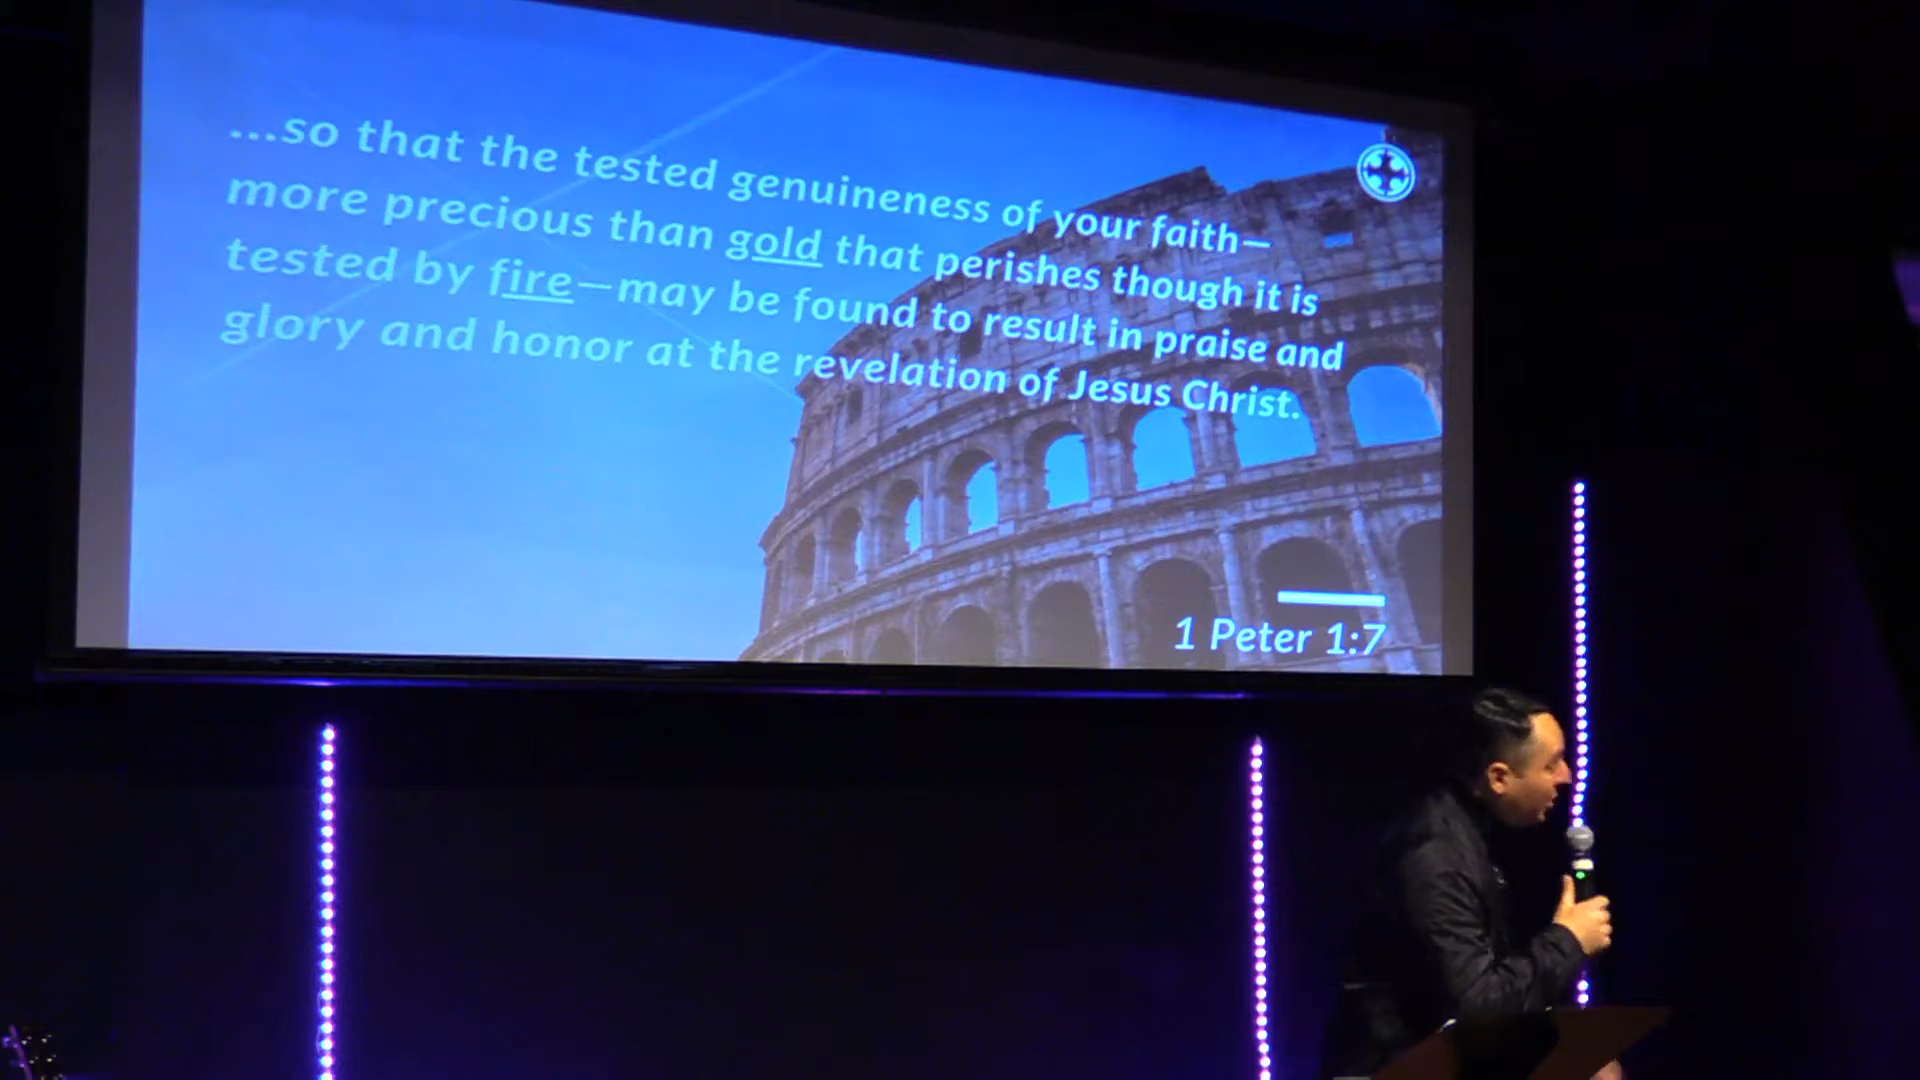 ...so that the tested genuineness of your faith—
more precious than gold that perishes though it is
tested by fire—may be found to result in praise and
glory and honor at the revelation of Jesus Christ.
1 Peter 1:7